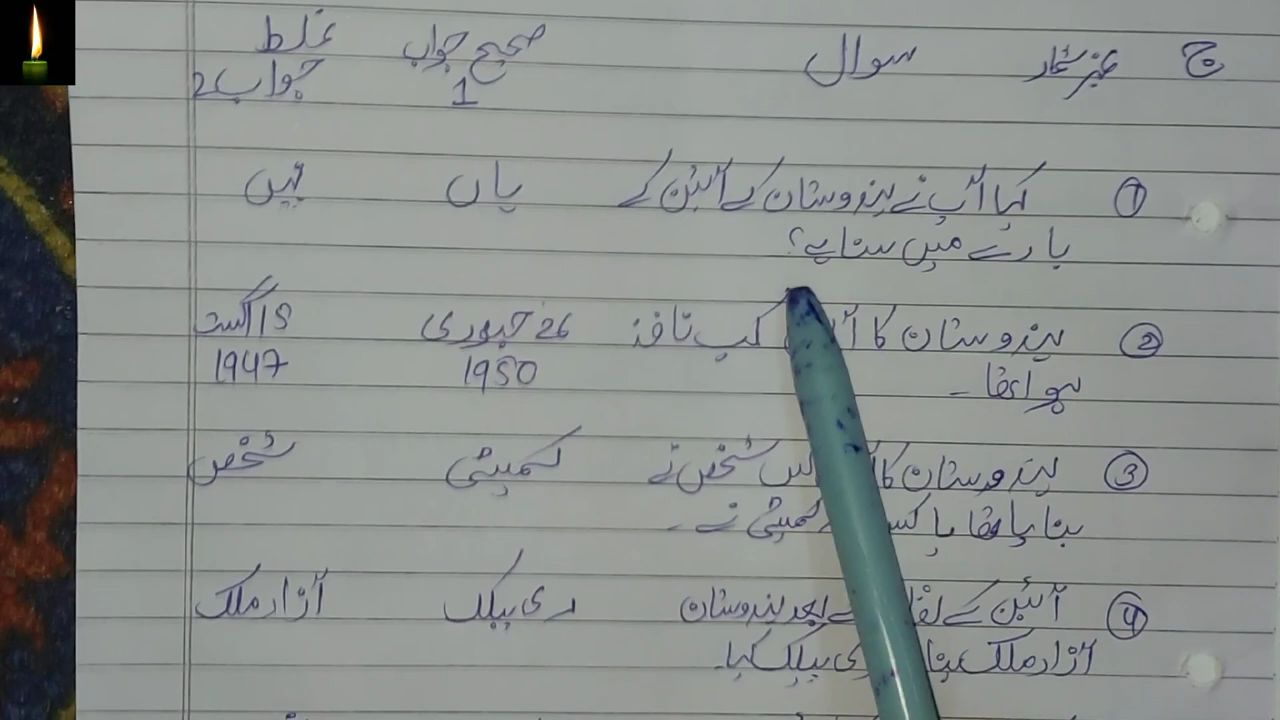 ج نمبر شمار سوال صحیح جواب غلط
1 جواب 2
① کیا آپ نے ہندوستان کے آئین کے ہاں نہیں
بارے میں سنا ہے؟
② ہندوستان کا کب نافذ 26 جنوری 15 اگست
ہوا تھا ۔ 1950 1947
③ ہندوستان کا کس شخص نے کمیٹی شخص
بنایا تھا یا کسی کمیٹی نے ۔
④ آئین کے بعد ہندوستان ری پبلک آزاد ملک
آزاد ملک بنا ری پبلک کہا۔